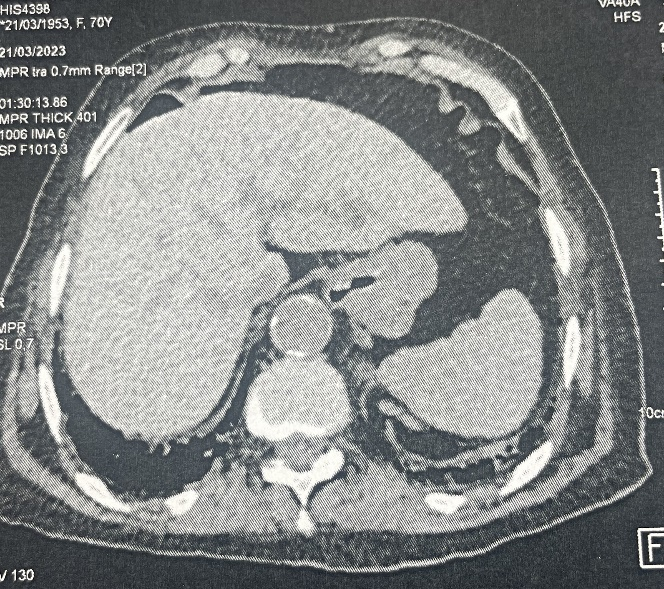 HIS4398
*21/03/1953, F, 70Y
21/03/2023
MPR tra 0.7mm Range[2]
01:30:13.86
MPR THICK,401
1006 IMA 6
SP F1013,3
VA40A
HFS
R
MPR
SL 0,7
10cm
F
V 130